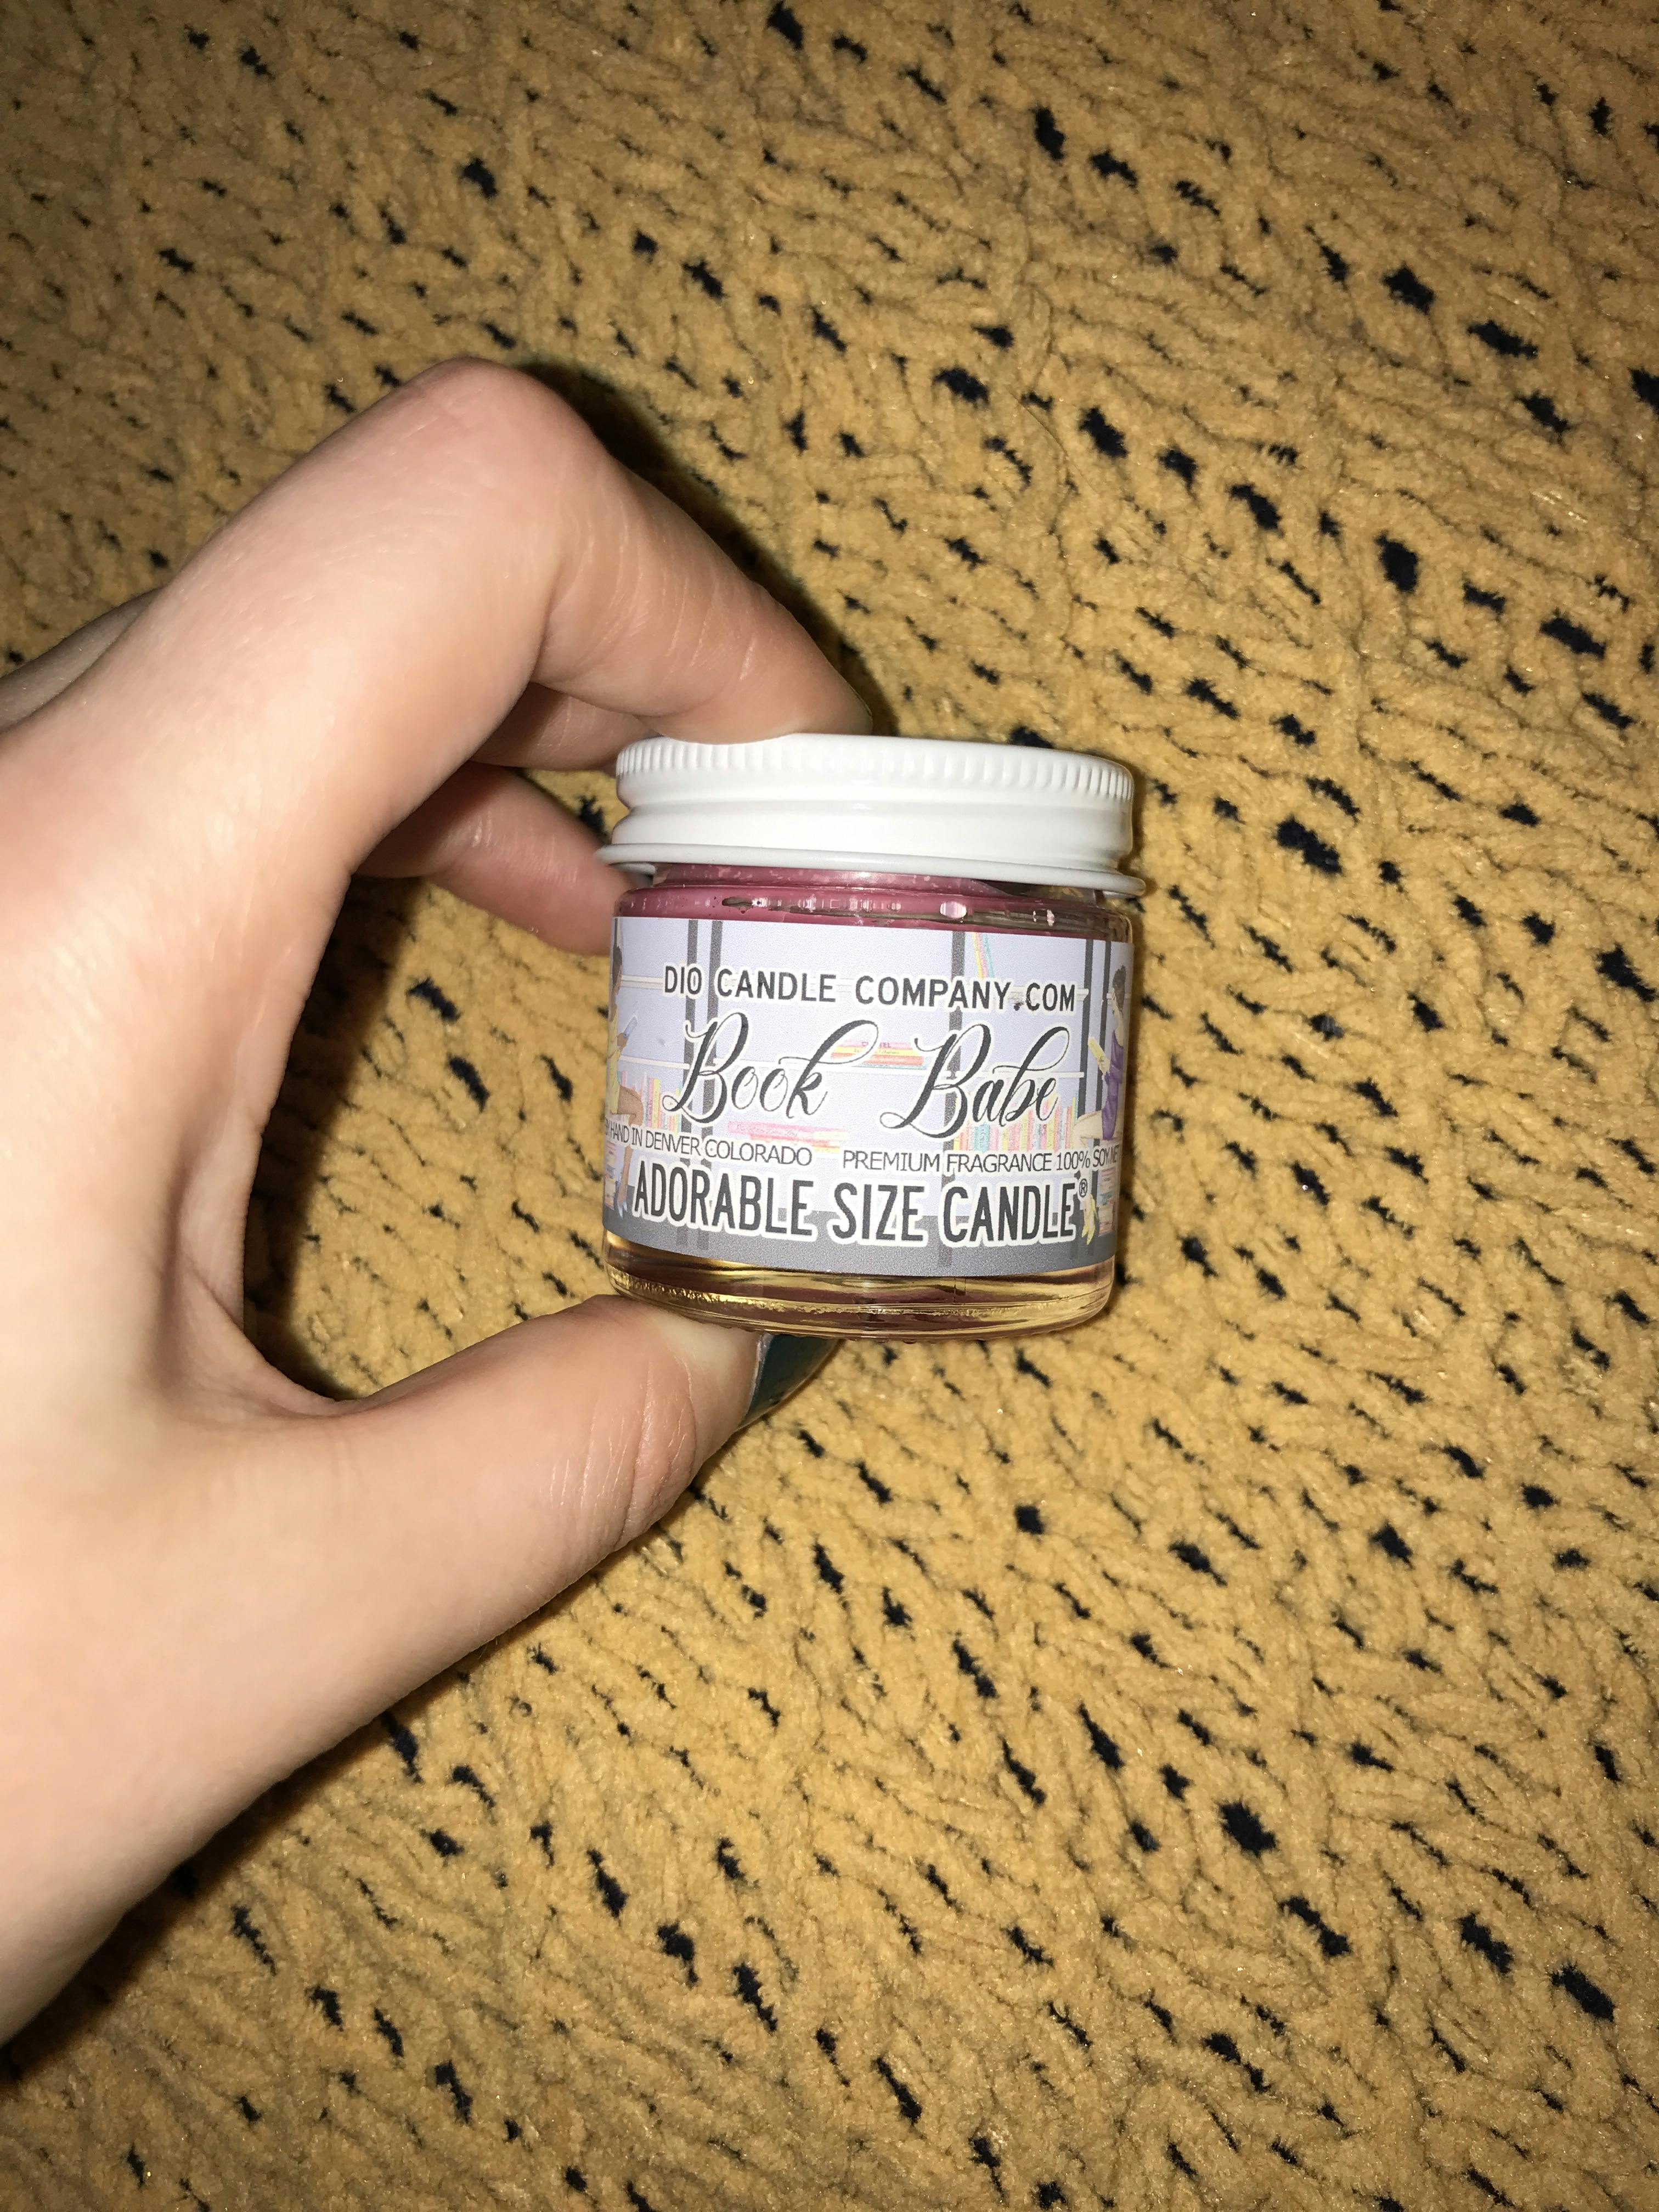 DIO CANDLE COMPANY.COM
Book Babe
HAND IN DENVER COLORADO PREMIUM FRAGRANCE 100% SOY
ADORABLE SIZE CANDLE®